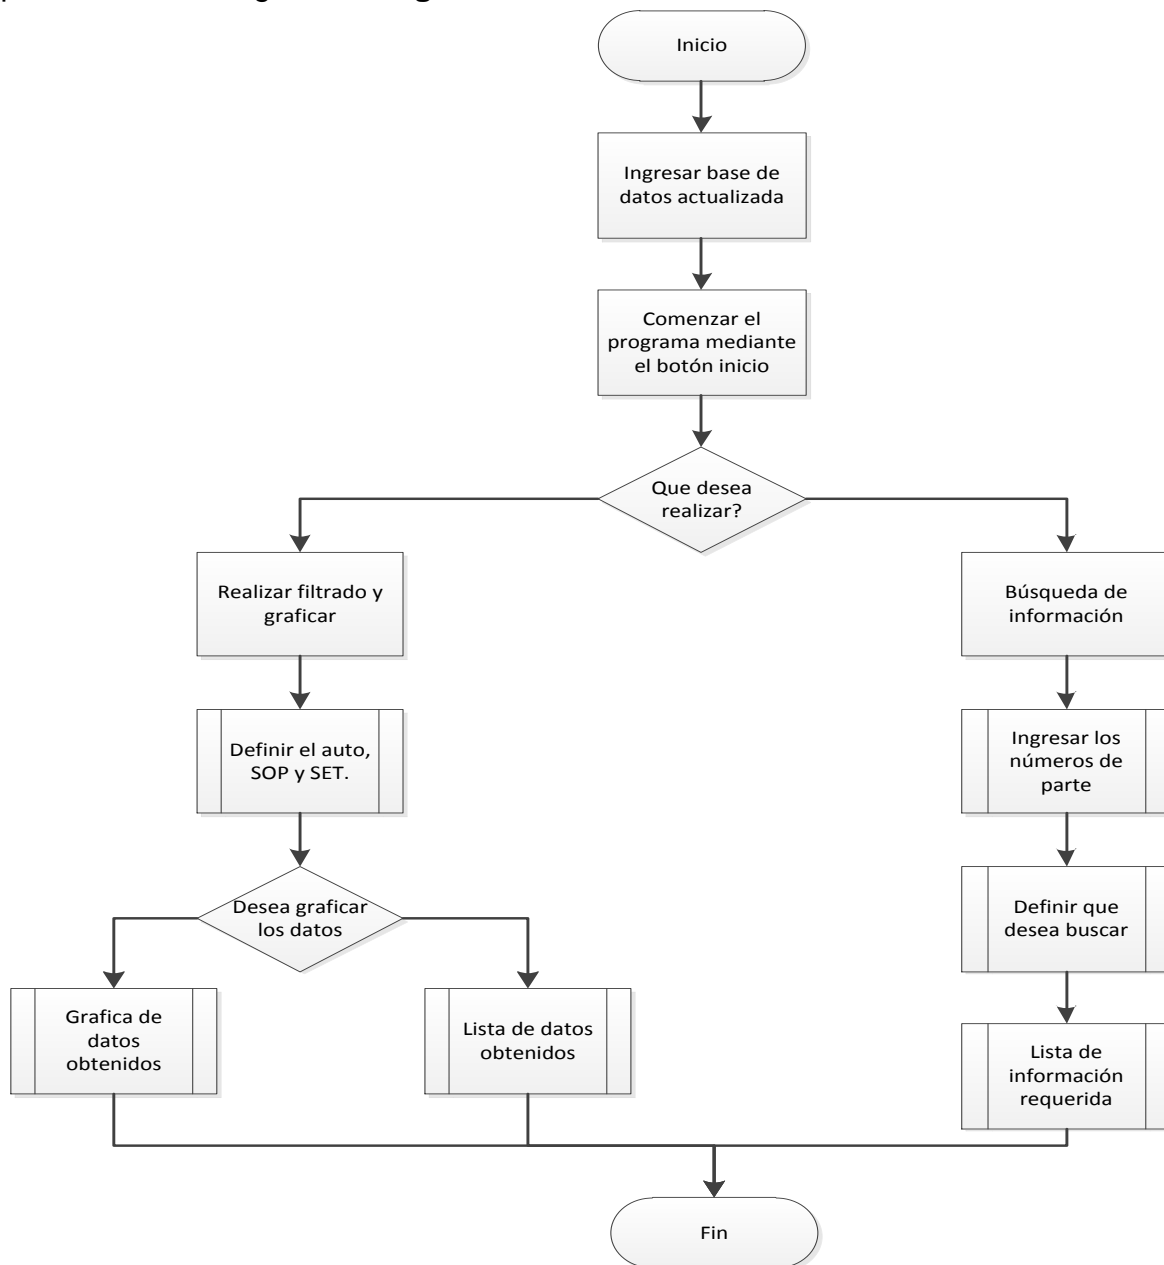 Inicio
Ingresar base de
datos actualizada
Comenzar el
programa mediante
el botón inicio
Que desea
realizar?
Realizar filtrado y
graficar
Búsqueda de
información
Definir el auto,
SOP y SET.
Ingresar los
números de
parte
Desea graficar
los datos
Definir que
desea buscar
Grafica de
datos
obtenidos
Lista de datos
obtenidos
Lista de
información
requerida
Fin